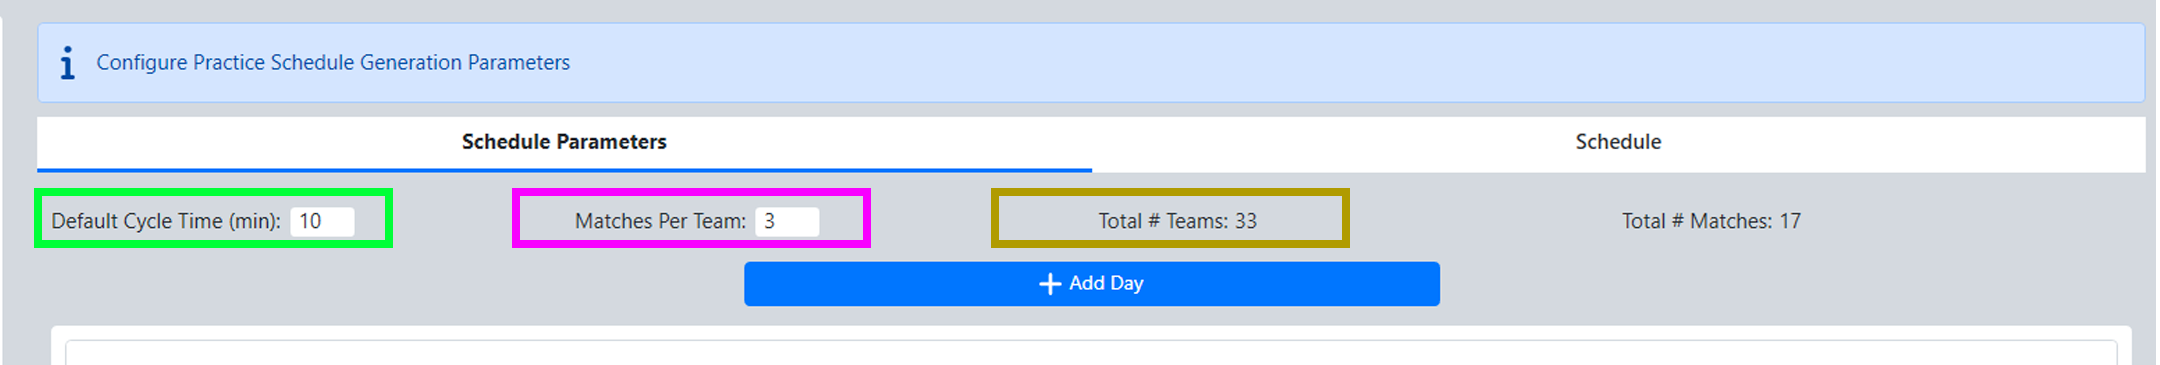 Configure Practice Schedule Generation Parameters
Schedule Parameters Schedule
Default Cycle Time (min): 10 Matches Per Team: 3 Total # Teams: 33 Total # Matches: 17
Add Day